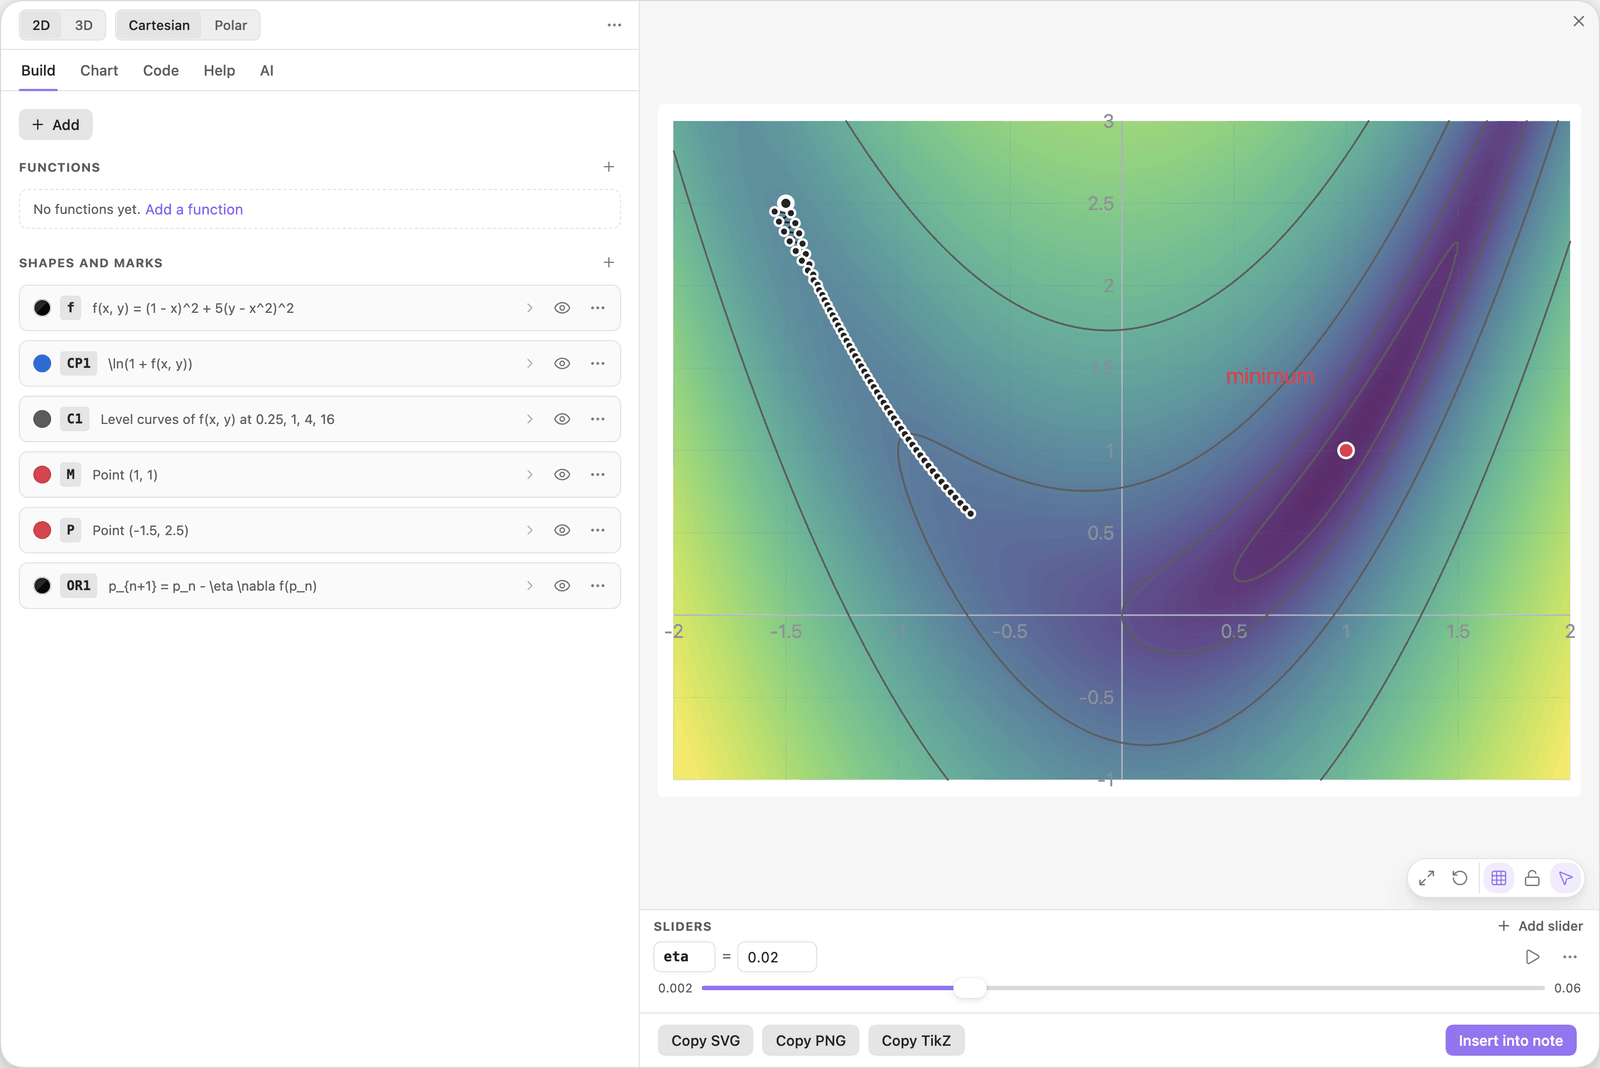 2D 3D Cartesian Polar
Build Chart Code Help AI
+ Add
FUNCTIONS
No functions yet. Add a function
SHAPES AND MARKS
f f(x, y) = (1 - x)^2 + 5(y - x^2)^2
CP1 \ln(1 + f(x, y))
C1 Level curves of f(x, y) at 0.25, 1, 4, 16
M Point (1, 1)
P Point (-1.5, 2.5)
OR1 p_{n+1} = p_n - \eta \nabla f(p_n)
3
2.5
2
1.5
minimum
1
0.5
-2 -1.5 -1 -0.5 0.5 1 1.5 2
-0.5
-1
SLIDERS
+ Add slider
eta = 0.02
0.002 0.06
Copy SVG Copy PNG Copy TikZ Insert into note